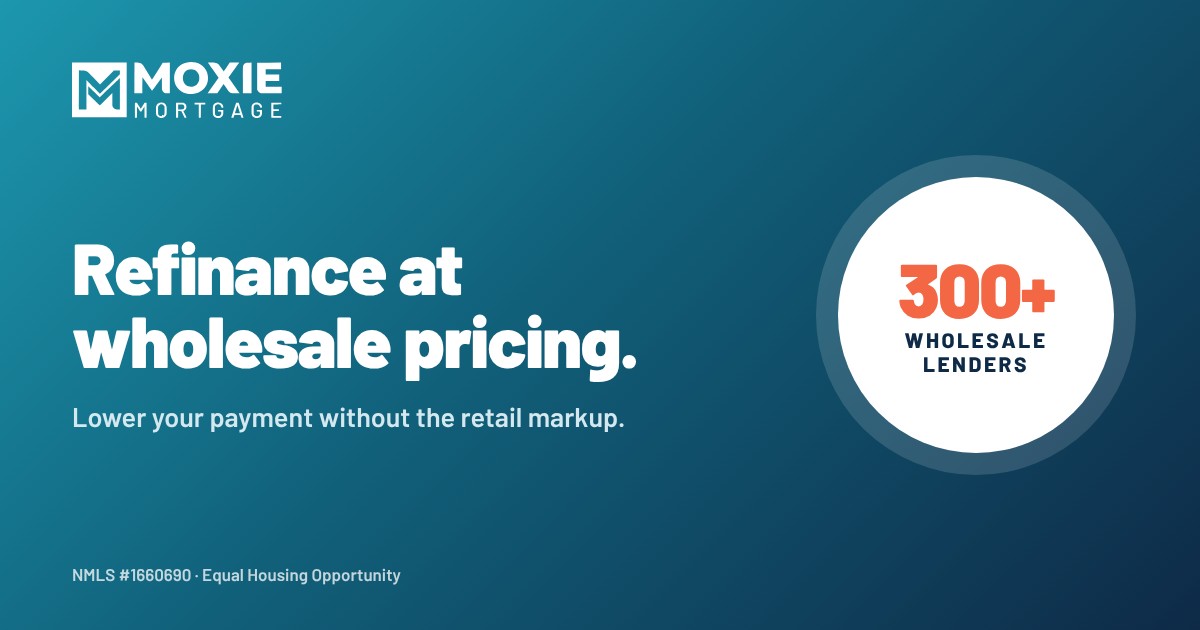 MOXIE
MORTGAGE
Refinance at
wholesale pricing.
Lower your payment without the retail markup.
300+
WHOLESALE
LENDERS
NMLS #1660690 · Equal Housing Opportunity